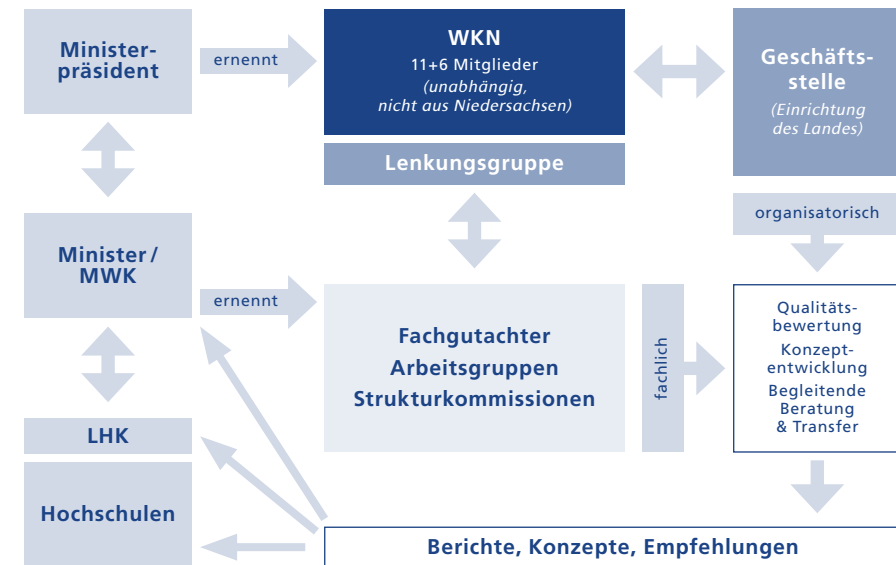 Minister-
präsident
ernennt
WKN
11+6 Mitglieder
(unabhängig,
nicht aus Niedersachsen)
Geschäfts-
stelle
(Einrichtung
des Landes)
Lenkungsgruppe
organisatorisch
Minister /
MWK
ernennt
Fachgutachter
Arbeitsgruppen
Strukturkommissionen
fachlich
Qualitäts-
bewertung
Konzept-
entwicklung
Begleitende
Beratung
& Transfer
LHK
Hochschulen
Berichte, Konzepte, Empfehlungen